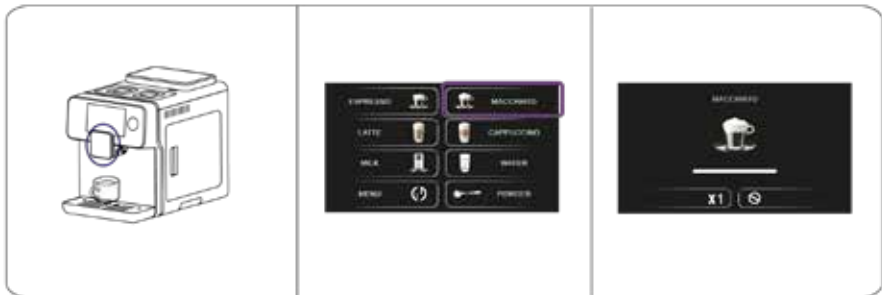 ESPRESSO
MACCHIATO
LATTE
CAPPUCCINO
MILK
WATER
MENU
POWDER
MACCHIATO
X1